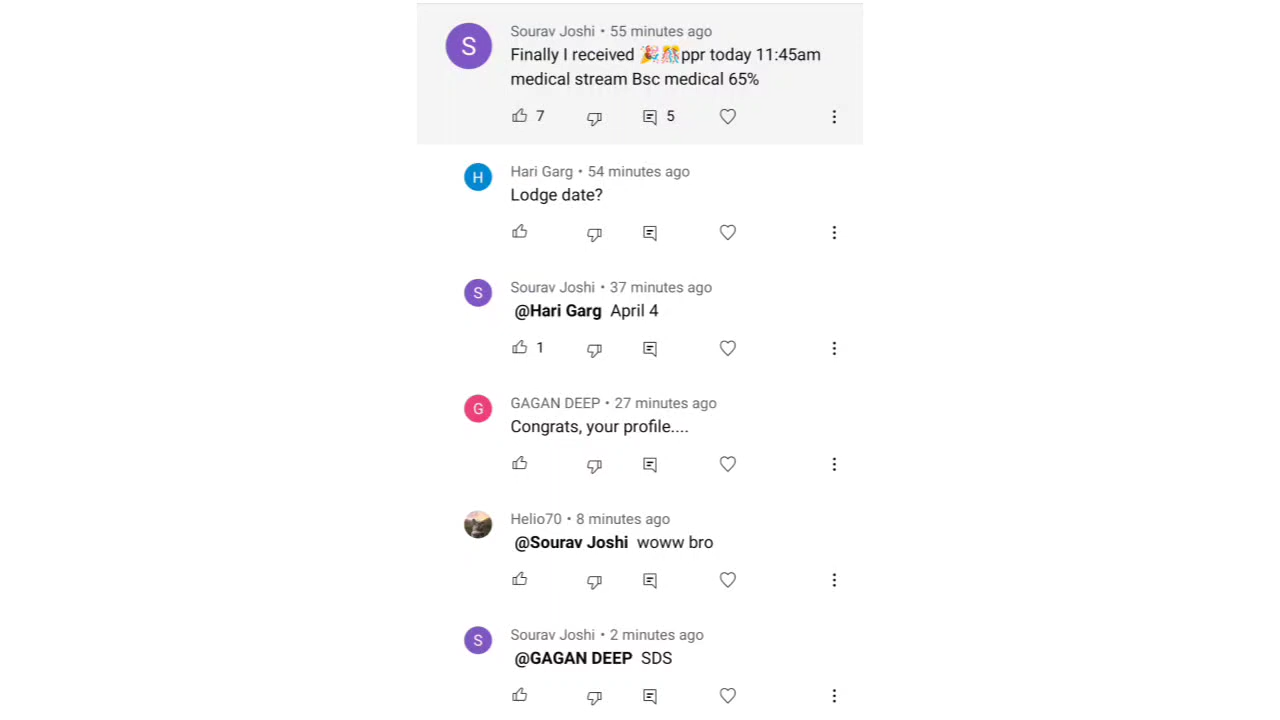 S
Sourav Joshi • 55 minutes ago
Finally I received 🎉🎊ppr today 11:45am
medical stream Bsc medical 65%
7 5
H
Hari Garg • 54 minutes ago
Lodge date?
S
Sourav Joshi • 37 minutes ago
@Hari Garg April 4
1
G
GAGAN DEEP • 27 minutes ago
Congrats, your profile....
Helio70 • 8 minutes ago
@Sourav Joshi woww bro
S
Sourav Joshi • 2 minutes ago
@GAGAN DEEP SDS